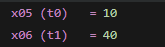 x05 (t0) = 10
x06 (t1) = 40